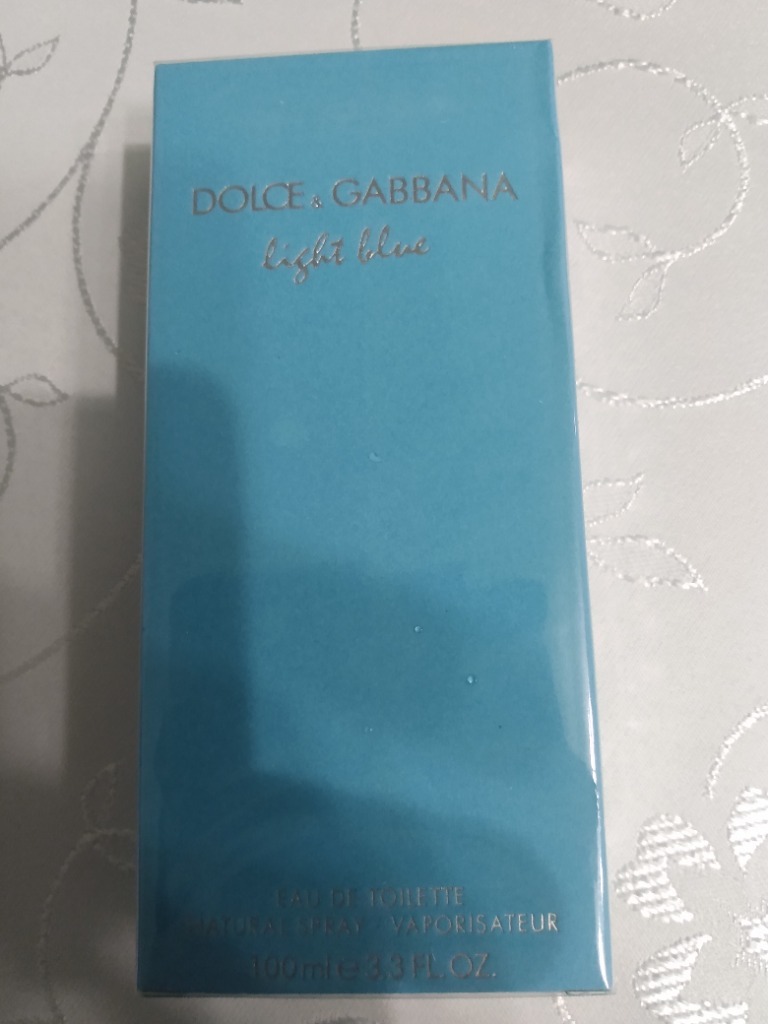 DOLCE & GABBANA
light blue
EAU DE TOILETTE
NATURAL SPRAY - VAPORISATEUR
100ml e 3.3 FL. OZ.